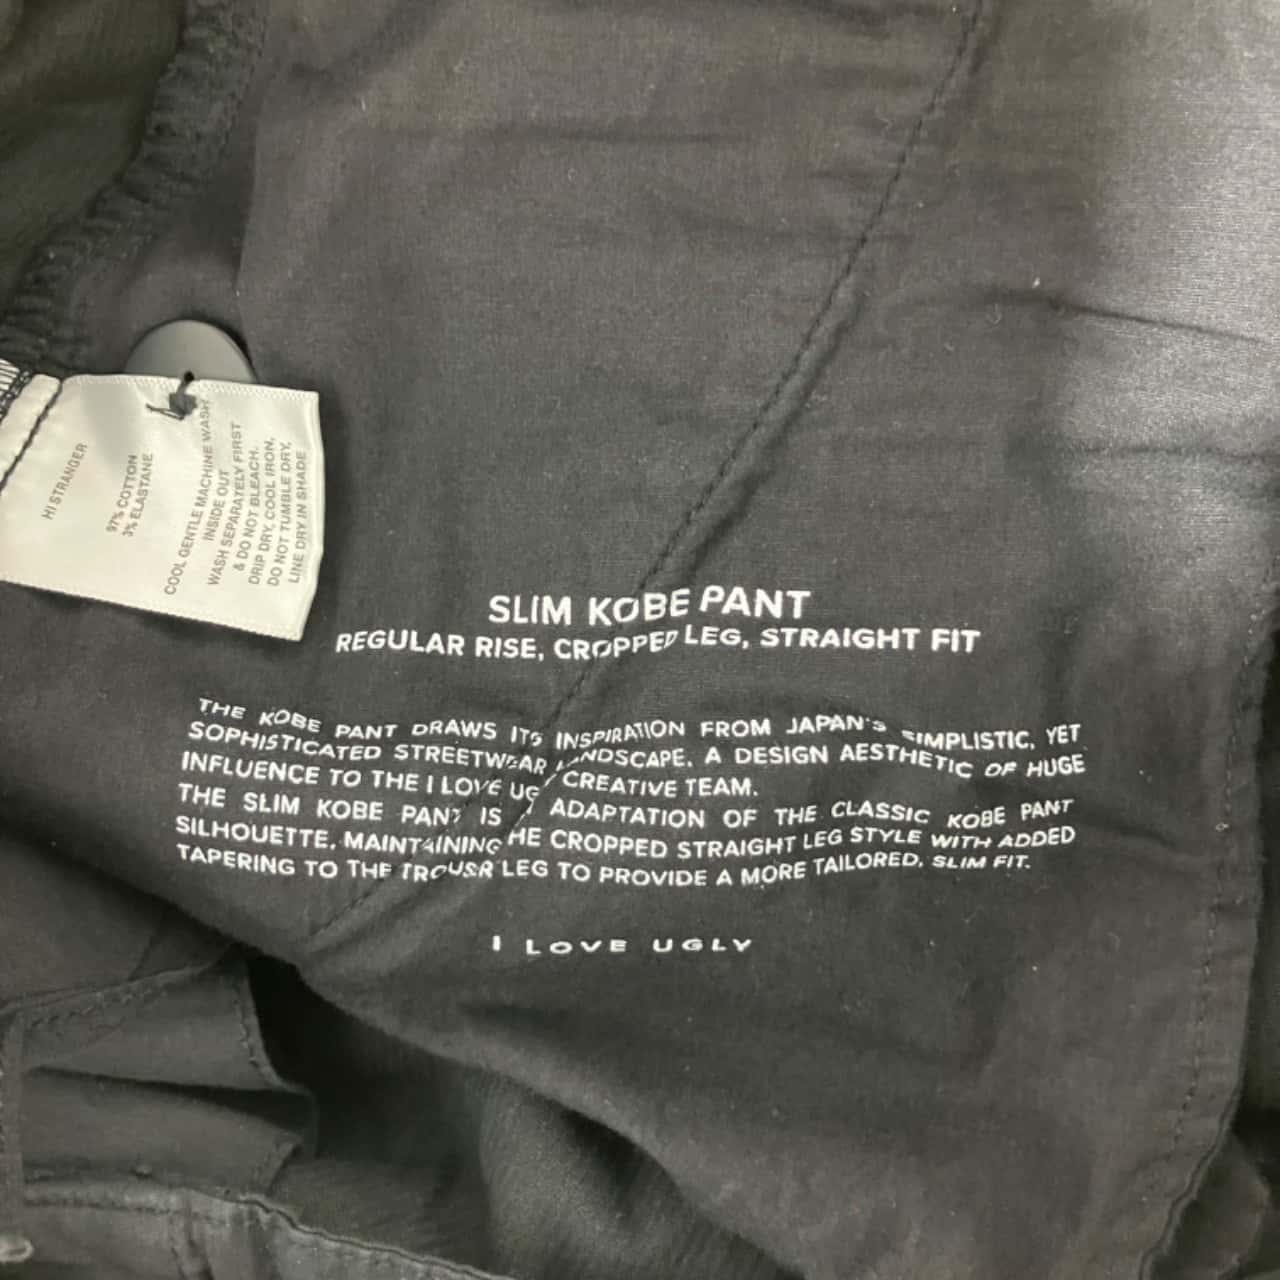 HI STRANGER
97% COTTON
3% ELASTANE
COOL GENTLE MACHINE WASH
INSIDE OUT
WASH SEPARATELY FIRST
& DO NOT BLEACH.
DRIP DRY, COOL IRON,
DO NOT TUMBLE DRY,
LINE DRY IN SHADE
SLIM KOBE PANT
REGULAR RISE, CROPPED LEG, STRAIGHT FIT
THE KOBE PANT DRAWS ITS INSPIRATION FROM JAPAN'S SIMPLISTIC, YET
SOPHISTICATED STREETWEAR LANDSCAPE. A DESIGN AESTHETIC OF HUGE
INFLUENCE TO THE I LOVE UG CREATIVE TEAM.
THE SLIM KOBE PANT IS ADAPTATION OF THE CLASSIC KOBE PANT
SILHOUETTE, MAINTAINING THE CROPPED STRAIGHT LEG STYLE WITH ADDED
TAPERING TO THE TROUSR LEG TO PROVIDE A MORE TAILORED, SLIM FIT.
I LOVE UGLY